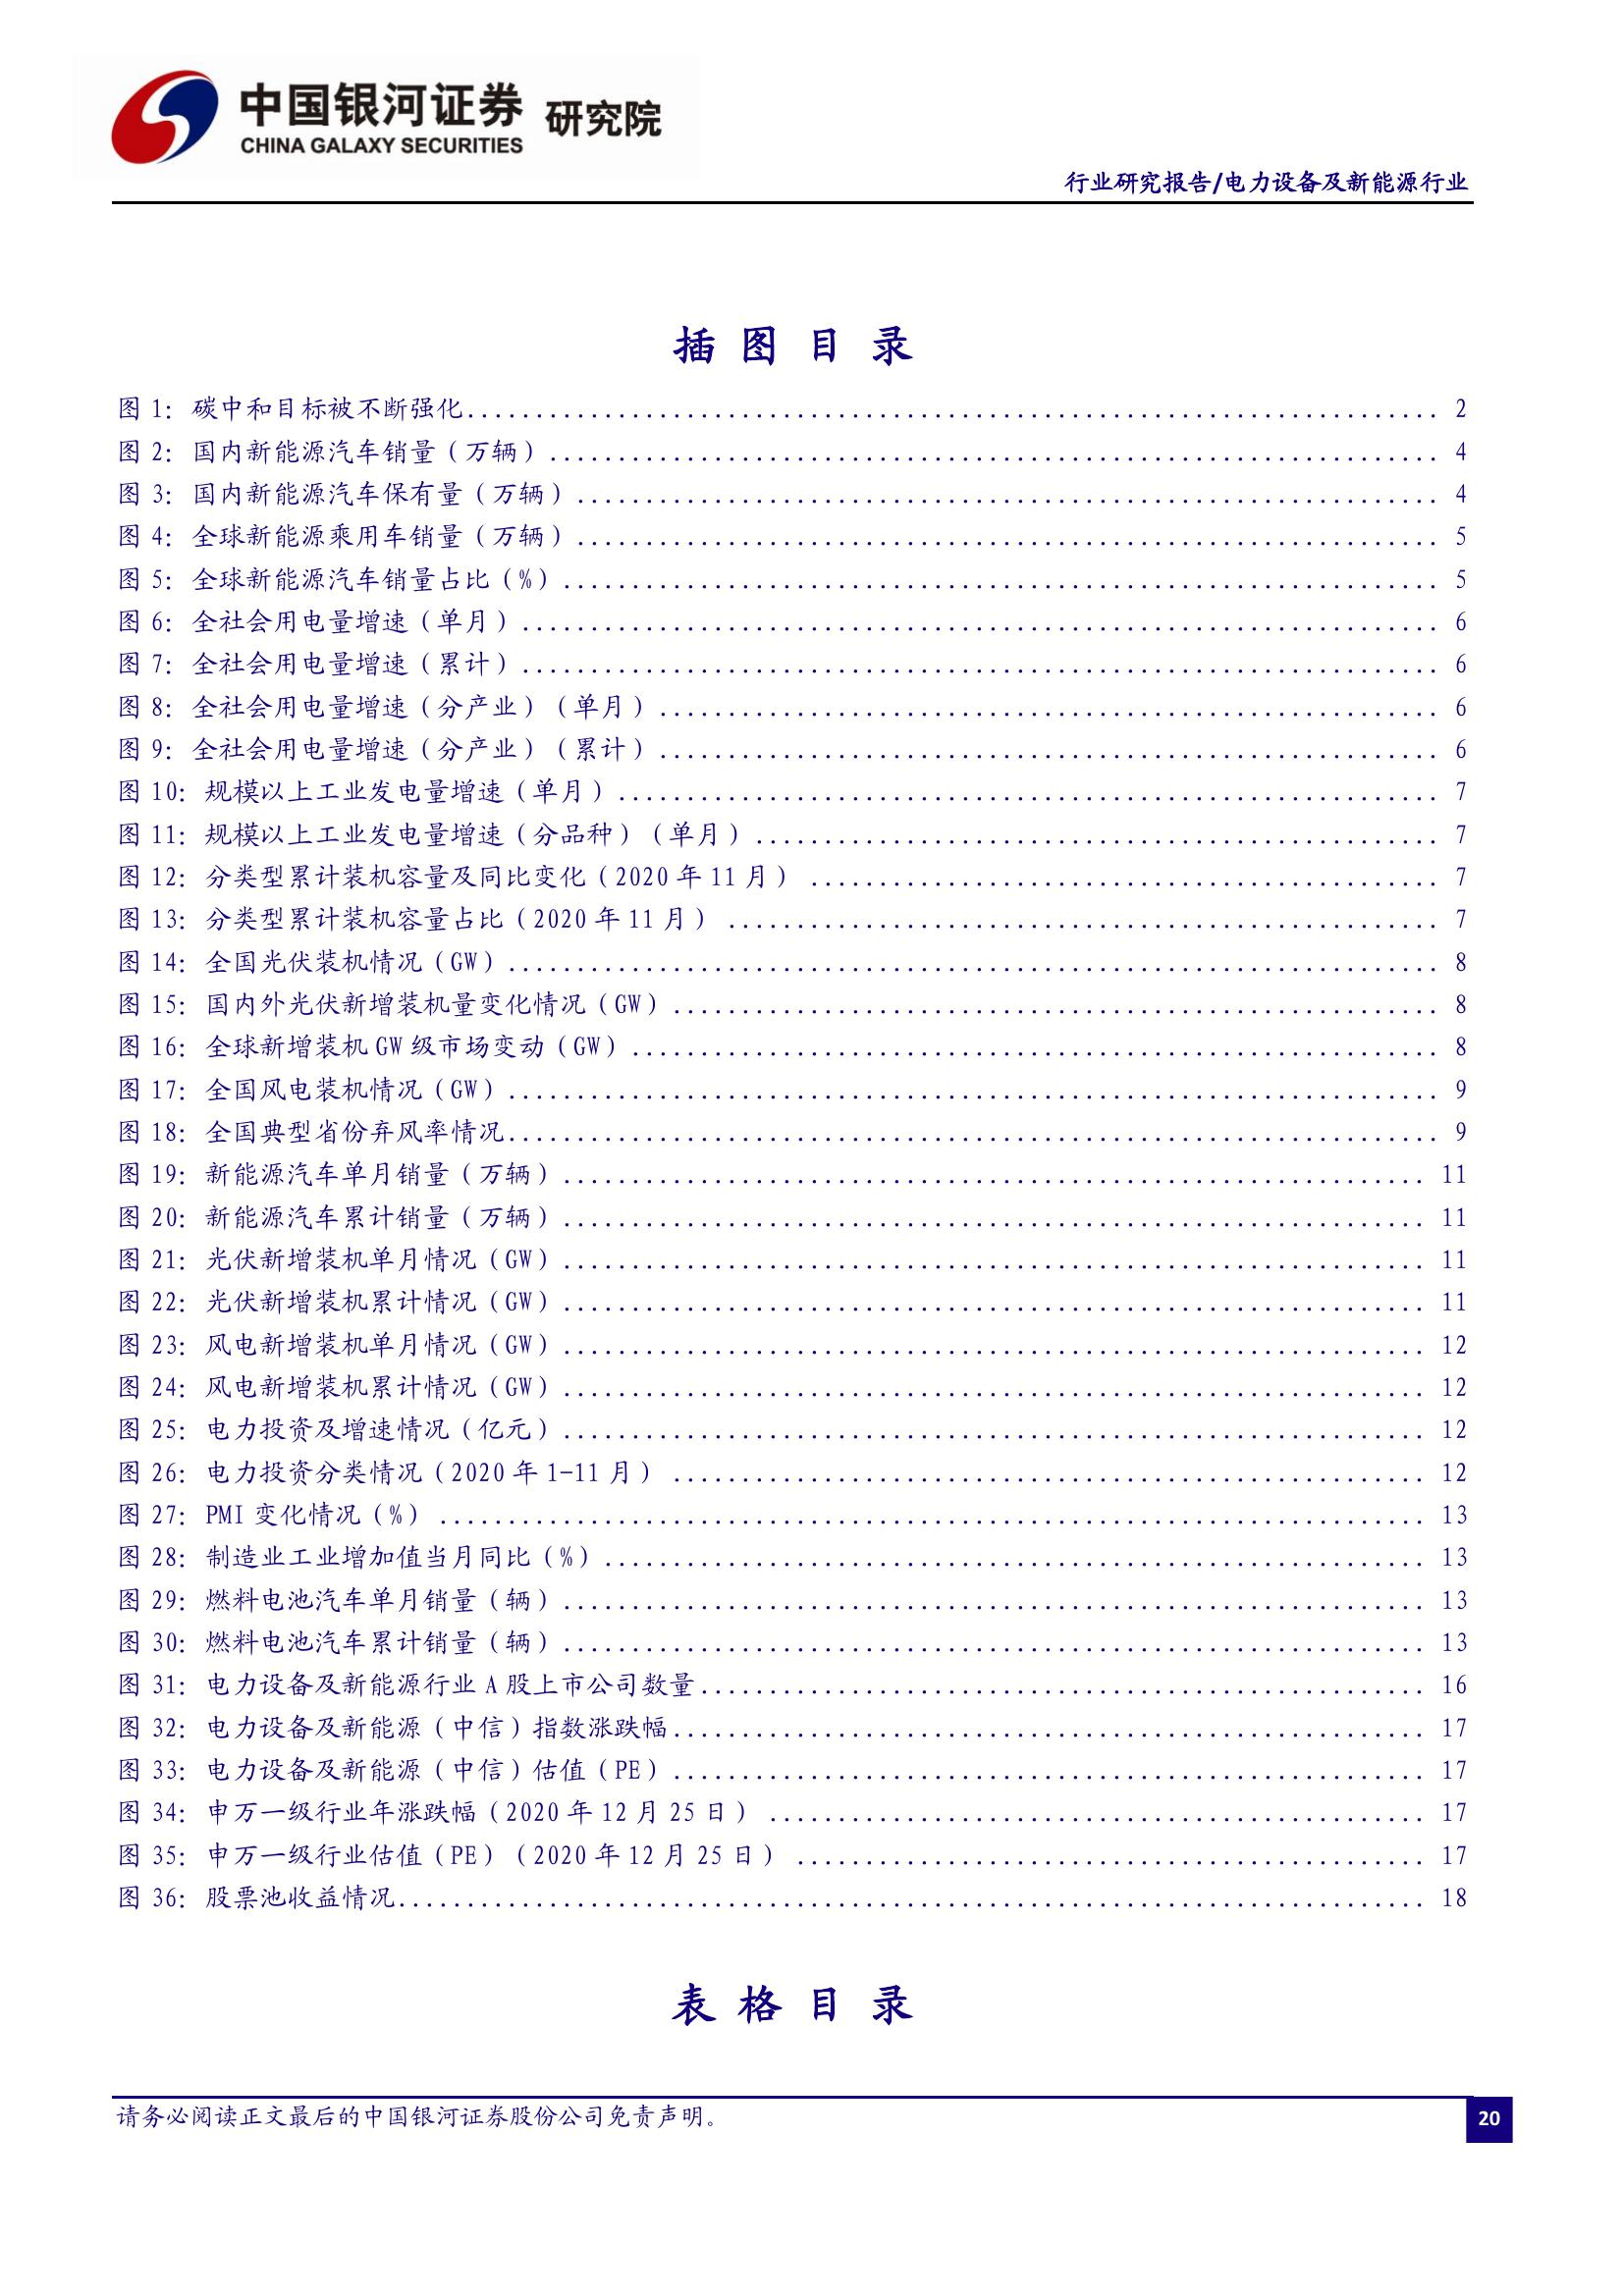 中国银河证券 研究院
CHINA GALAXY SECURITIES
行业研究报告/电力设备及新能源行业
插 图 目 录
图 1：碳中和目标被不断强化........................................................................ 2
图 2：国内新能源汽车销量（万辆）.................................................................. 4
图 3：国内新能源汽车保有量（万辆）................................................................ 4
图 4：全球新能源乘用车销量（万辆）................................................................ 5
图 5：全球新能源汽车销量占比（%）................................................................. 5
图 6：全社会用电量增速（单月）.................................................................... 6
图 7：全社会用电量增速（累计）.................................................................... 6
图 8：全社会用电量增速（分产业）（单月）.......................................................... 6
图 9：全社会用电量增速（分产业）（累计）.......................................................... 6
图 10：规模以上工业发电量增速（单月）............................................................. 7
图 11：规模以上工业发电量增速（分品种）（单月）................................................... 7
图 12：分类型累计装机容量及同比变化（2020 年 11 月） .............................................. 7
图 13：分类型累计装机容量占比（2020 年 11 月） .................................................... 7
图 14：全国光伏装机情况（GW）..................................................................... 8
图 15：国内外光伏新增装机量变化情况（GW）......................................................... 8
图 16：全球新增装机 GW 级市场变动（GW）............................................................ 8
图 17：全国风电装机情况（GW）..................................................................... 9
图 18：全国典型省份弃风率情况..................................................................... 9
图 19：新能源汽车单月销量（万辆）................................................................ 11
图 20：新能源汽车累计销量（万辆）................................................................ 11
图 21：光伏新增装机单月情况（GW）................................................................ 11
图 22：光伏新增装机累计情况（GW）................................................................ 11
图 23：风电新增装机单月情况（GW）................................................................ 12
图 24：风电新增装机累计情况（GW）................................................................ 12
图 25：电力投资及增速情况（亿元）................................................................ 12
图 26：电力投资分类情况（2020 年 1-11 月） ........................................................ 12
图 27：PMI 变化情况（%） ......................................................................... 13
图 28：制造业工业增加值当月同比（%）............................................................. 13
图 29：燃料电池汽车单月销量（辆）................................................................ 13
图 30：燃料电池汽车累计销量（辆）................................................................ 13
图 31：电力设备及新能源行业 A 股上市公司数量...................................................... 16
图 32：电力设备及新能源（中信）指数涨跌幅........................................................ 17
图 33：电力设备及新能源（中信）估值（PE）........................................................ 17
图 34：申万一级行业年涨跌幅（2020 年 12 月 25 日） ................................................. 17
图 35：申万一级行业估值（PE）（2020 年 12 月 25 日） ............................................... 17
图 36：股票池收益情况............................................................................ 18
表 格 目 录
请务必阅读正文最后的中国银河证券股份公司免责声明。
20